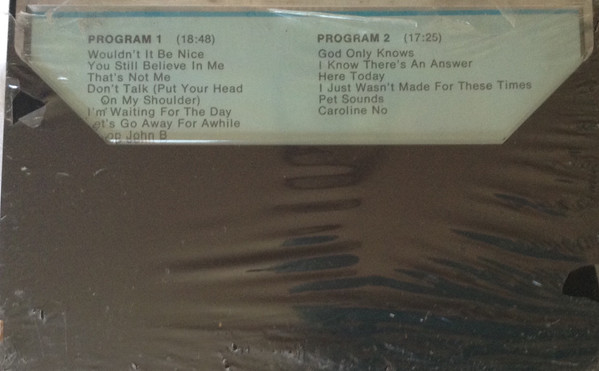 PROGRAM 1 (18:48)
Wouldn't It Be Nice
You Still Believe In Me
That's Not Me
Don't Talk (Put Your Head
On My Shoulder)
I'm Waiting For The Day
Let's Go Away For Awhile
John B
PROGRAM 2 (17:25)
God Only Knows
I Know There's An Answer
Here Today
I Just Wasn't Made For These Times
Pet Sounds
Caroline No